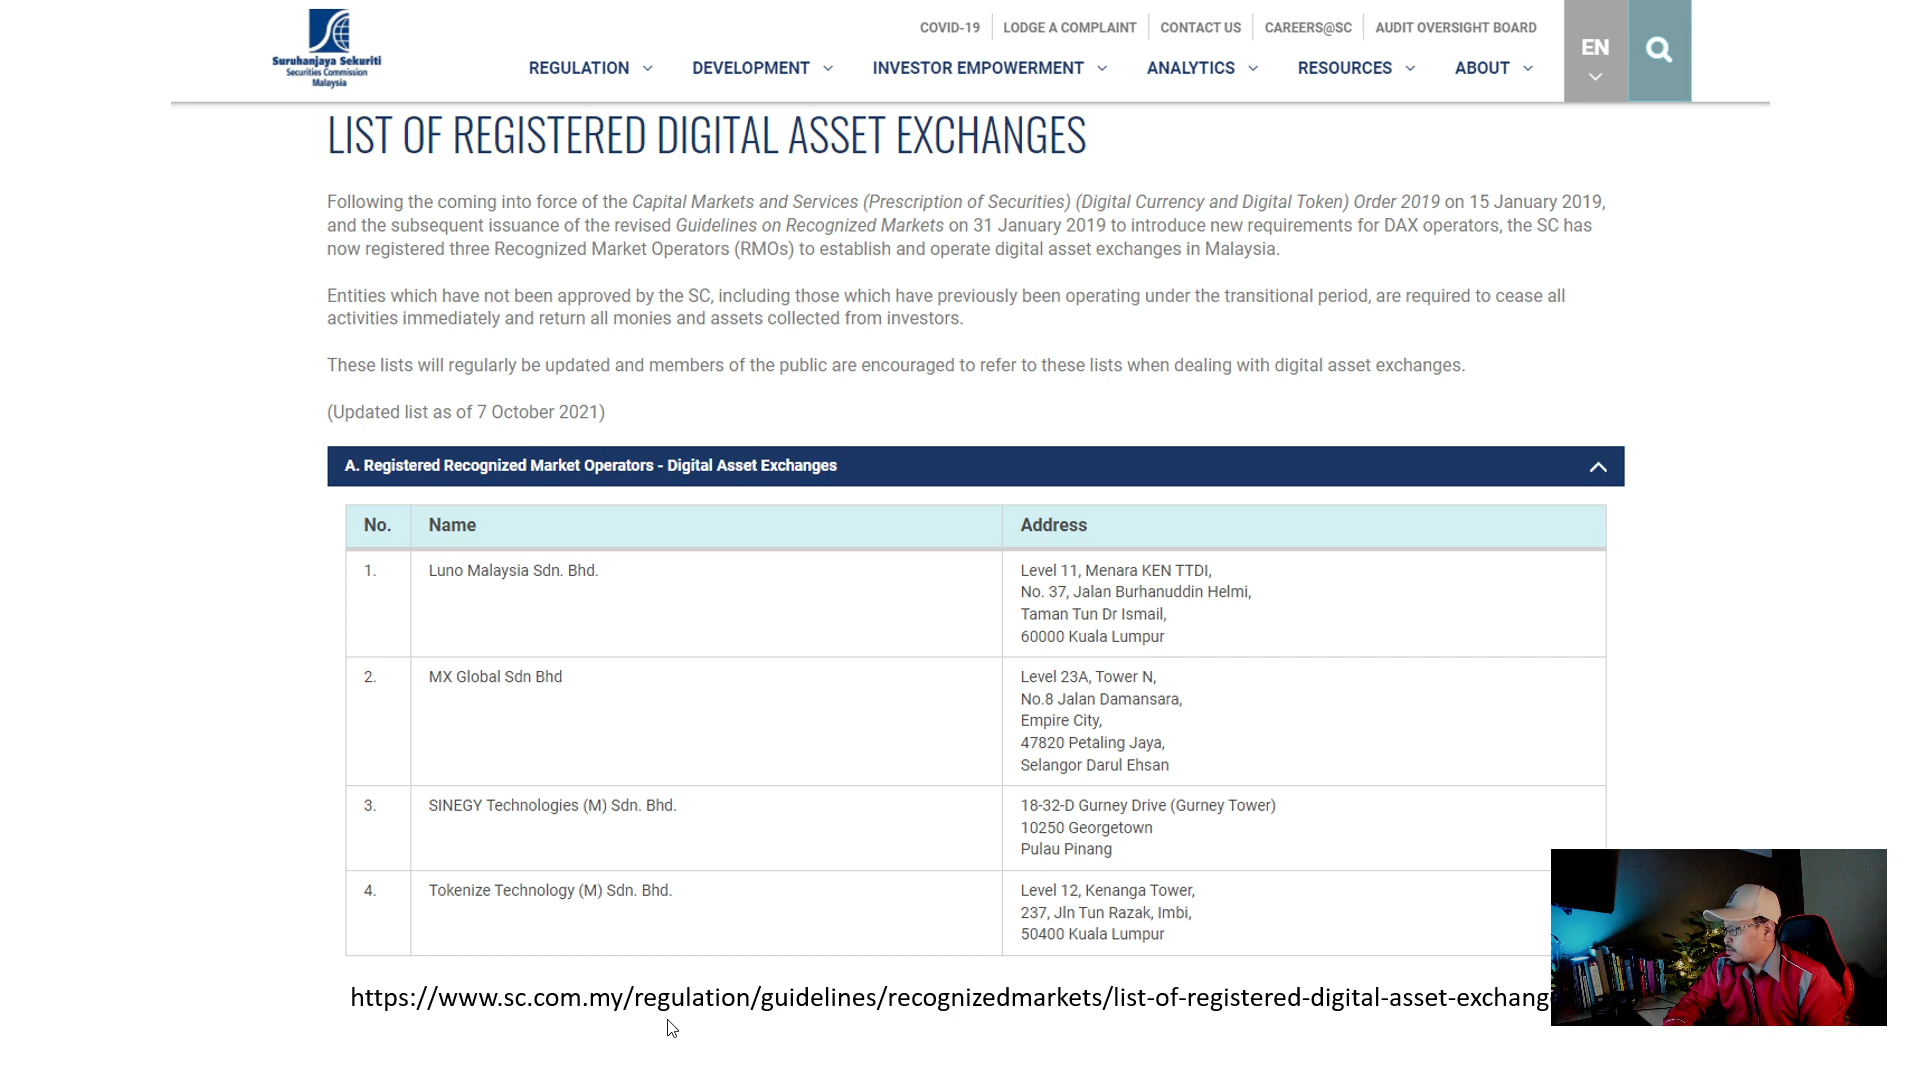 COVID-19
LODGE A COMPLAINT
CONTACT US
CAREERS@SC
AUDIT OVERSIGHT BOARD
EN
Suruhanjaya Sekuriti
Securities Commission
Malaysia
REGULATION
DEVELOPMENT
INVESTOR EMPOWERMENT
ANALYTICS
RESOURCES
ABOUT
LIST OF REGISTERED DIGITAL ASSET EXCHANGES
Following the coming into force of the Capital Markets and Services (Prescription of Securities) (Digital Currency and Digital Token) Order 2019 on 15 January 2019,
and the subsequent issuance of the revised Guidelines on Recognized Markets on 31 January 2019 to introduce new requirements for DAX operators, the SC has
now registered three Recognized Market Operators (RMOs) to establish and operate digital asset exchanges in Malaysia.
Entities which have not been approved by the SC, including those which have previously been operating under the transitional period, are required to cease all
activities immediately and return all monies and assets collected from investors.
These lists will regularly be updated and members of the public are encouraged to refer to these lists when dealing with digital asset exchanges.
(Updated list as of 7 October 2021)
A. Registered Recognized Market Operators - Digital Asset Exchanges
No. Name Address
1. Luno Malaysia Sdn. Bhd. Level 11, Menara KEN TTDI,
No. 37, Jalan Burhanuddin Helmi,
Taman Tun Dr Ismail,
60000 Kuala Lumpur
2. MX Global Sdn Bhd Level 23A, Tower N,
No.8 Jalan Damansara,
Empire City,
47820 Petaling Jaya,
Selangor Darul Ehsan
3. SINEGY Technologies (M) Sdn. Bhd. 18-32-D Gurney Drive (Gurney Tower)
10250 Georgetown
Pulau Pinang
4. Tokenize Technology (M) Sdn. Bhd. Level 12, Kenanga Tower,
237, Jln Tun Razak, Imbi,
50400 Kuala Lumpur
https://www.sc.com.my/regulation/guidelines/recognizedmarkets/list-of-registered-digital-asset-exchang